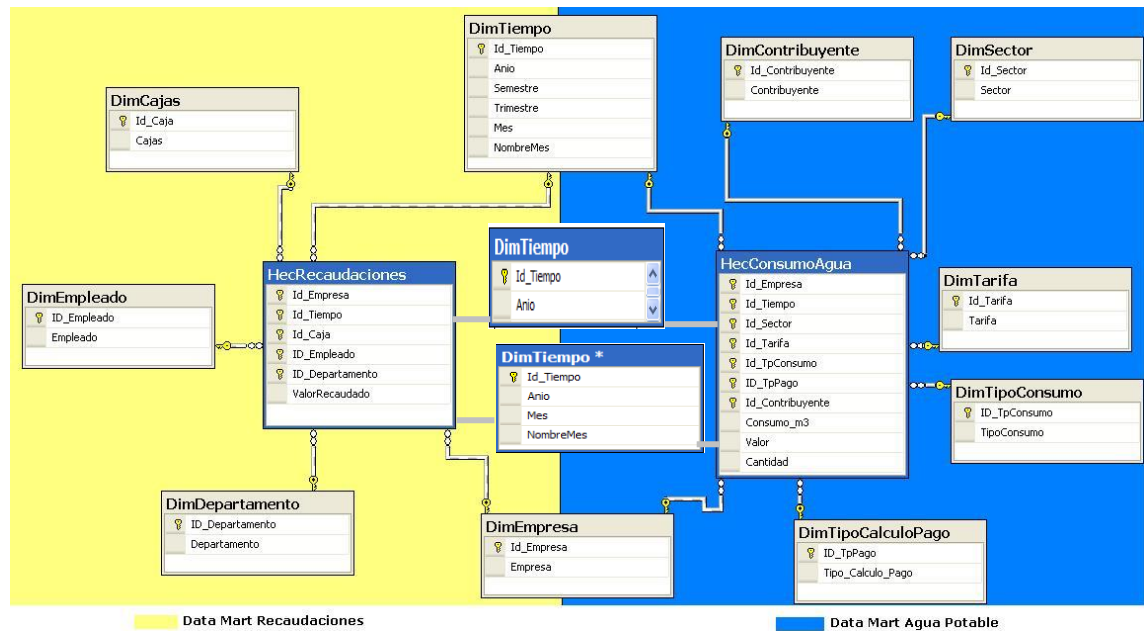 DimTiempo
Id_Tiempo
Anio
Semestre
Trimestre
Mes
NombreMes
DimContribuyente
Id_Contribuyente
Contribuyente
DimSector
Id_Sector
Sector
DimCajas
Id_Caja
Cajas
DimTiempo
Id_Tiempo
Anio
HecRecaudaciones
Id_Empresa
Id_Tiempo
Id_Caja
ID_Empleado
ID_Departamento
ValorRecaudado
HecConsumoAgua
Id_Empresa
Id_Tiempo
Id_Sector
Id_Tarifa
Id_TpConsumo
ID_TpPago
Id_Contribuyente
Consumo_m3
Valor
Cantidad
DimEmpleado
ID_Empleado
Empleado
DimTarifa
Id_Tarifa
Tarifa
DimTiempo *
Id_Tiempo
Anio
Mes
NombreMes
DimTipoConsumo
ID_TpConsumo
TipoConsumo
DimDepartamento
ID_Departamento
Departamento
DimEmpresa
Id_Empresa
Empresa
DimTipoCalculoPago
ID_TpPago
Tipo_Calculo_Pago
Data Mart Recaudaciones
Data Mart Agua Potable